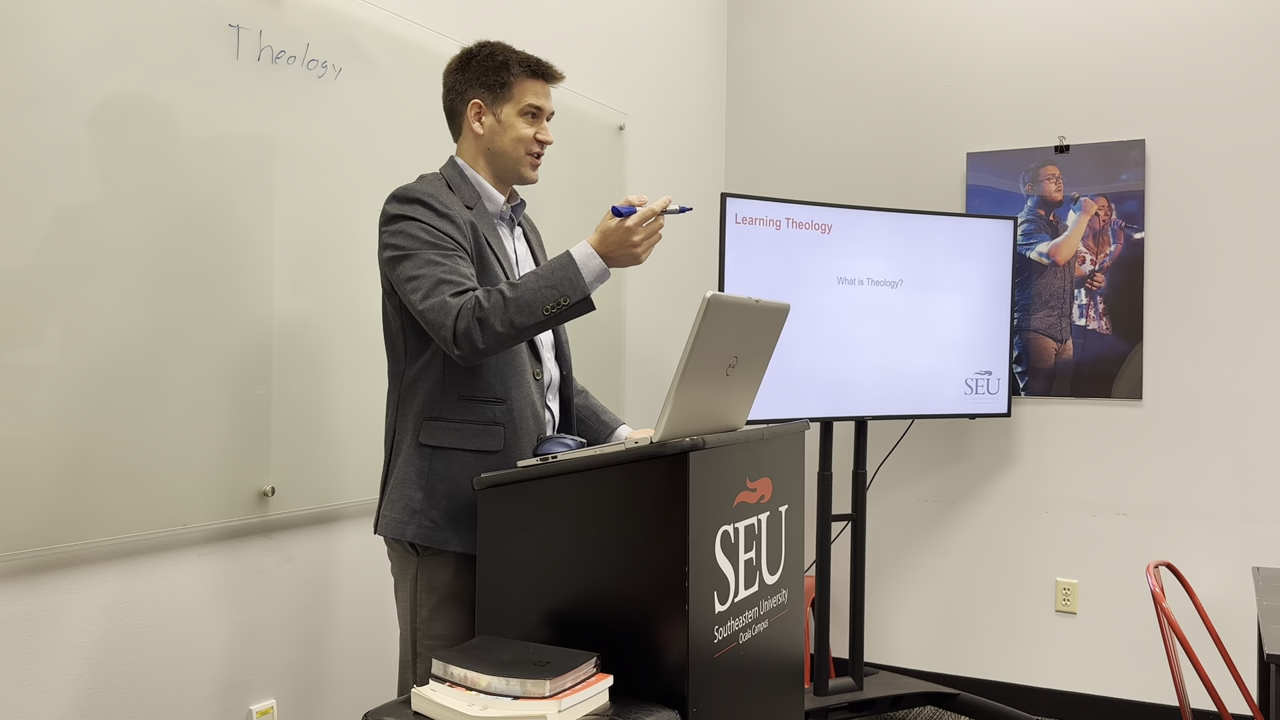 Theology
Learning Theology
What is Theology?
SEU
SEU
Southeastern University
Ocala Campus